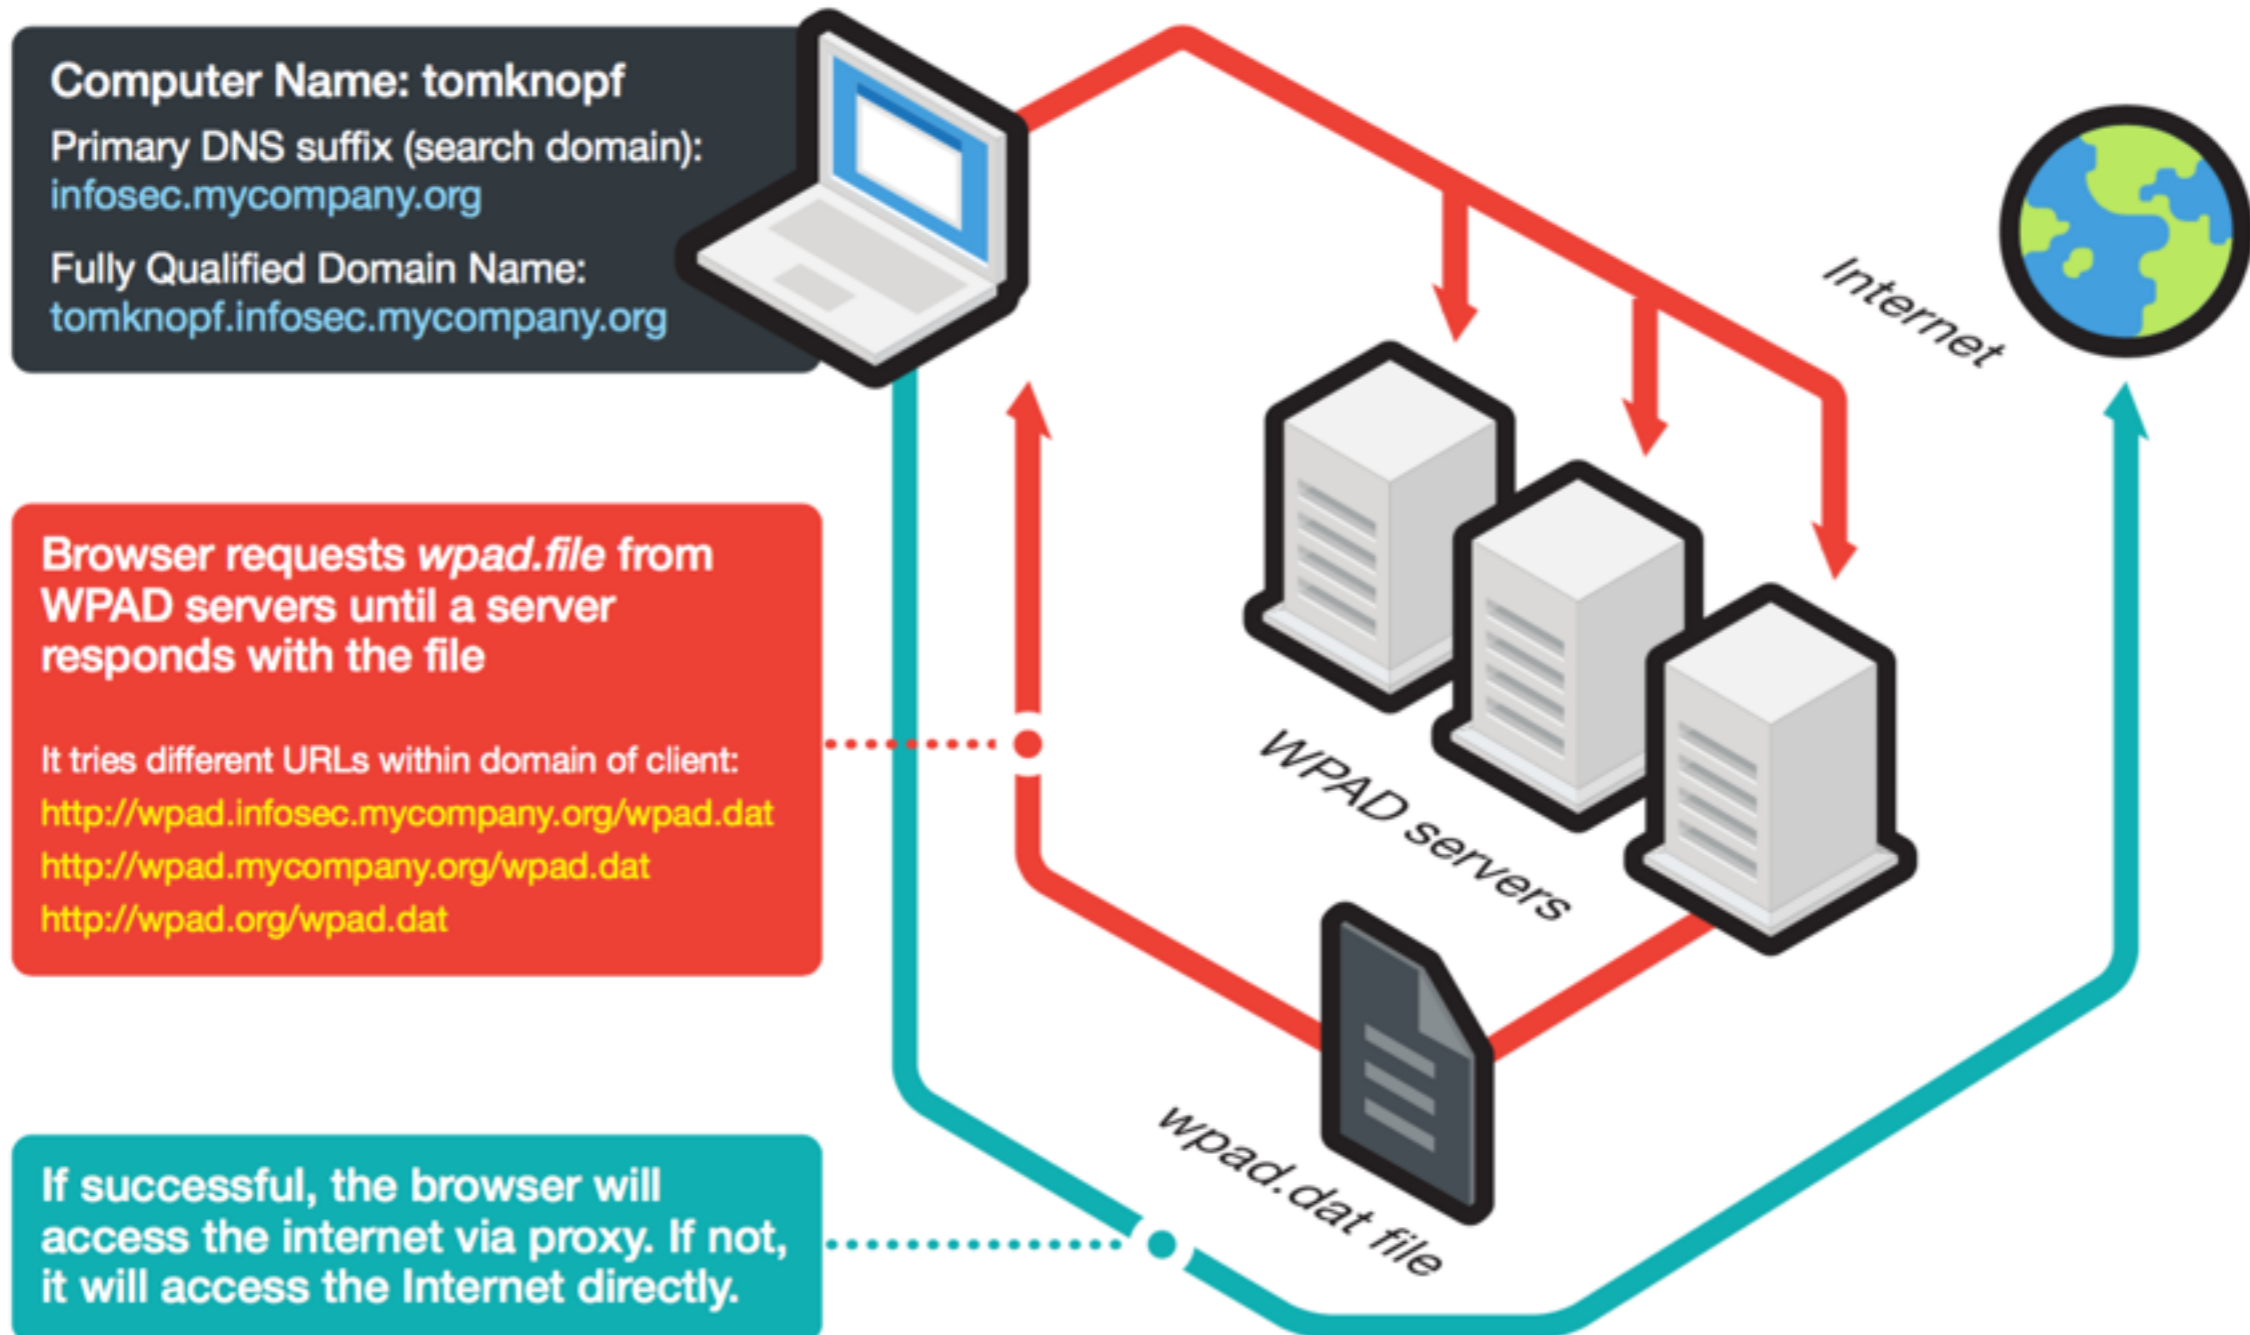 Computer Name: tomknopf
Primary DNS suffix (search domain):
infosec.mycompany.org
Fully Qualified Domain Name:
tomknopf.infosec.mycompany.org
Internet
Browser requests wpad.file from
WPAD servers until a server
responds with the file
It tries different URLs within domain of client:
http://wpad.infosec.mycompany.org/wpad.dat
http://wpad.mycompany.org/wpad.dat
http://wpad.org/wpad.dat
WPAD servers
wpad.dat file
If successful, the browser will
access the internet via proxy. If not,
it will access the Internet directly.